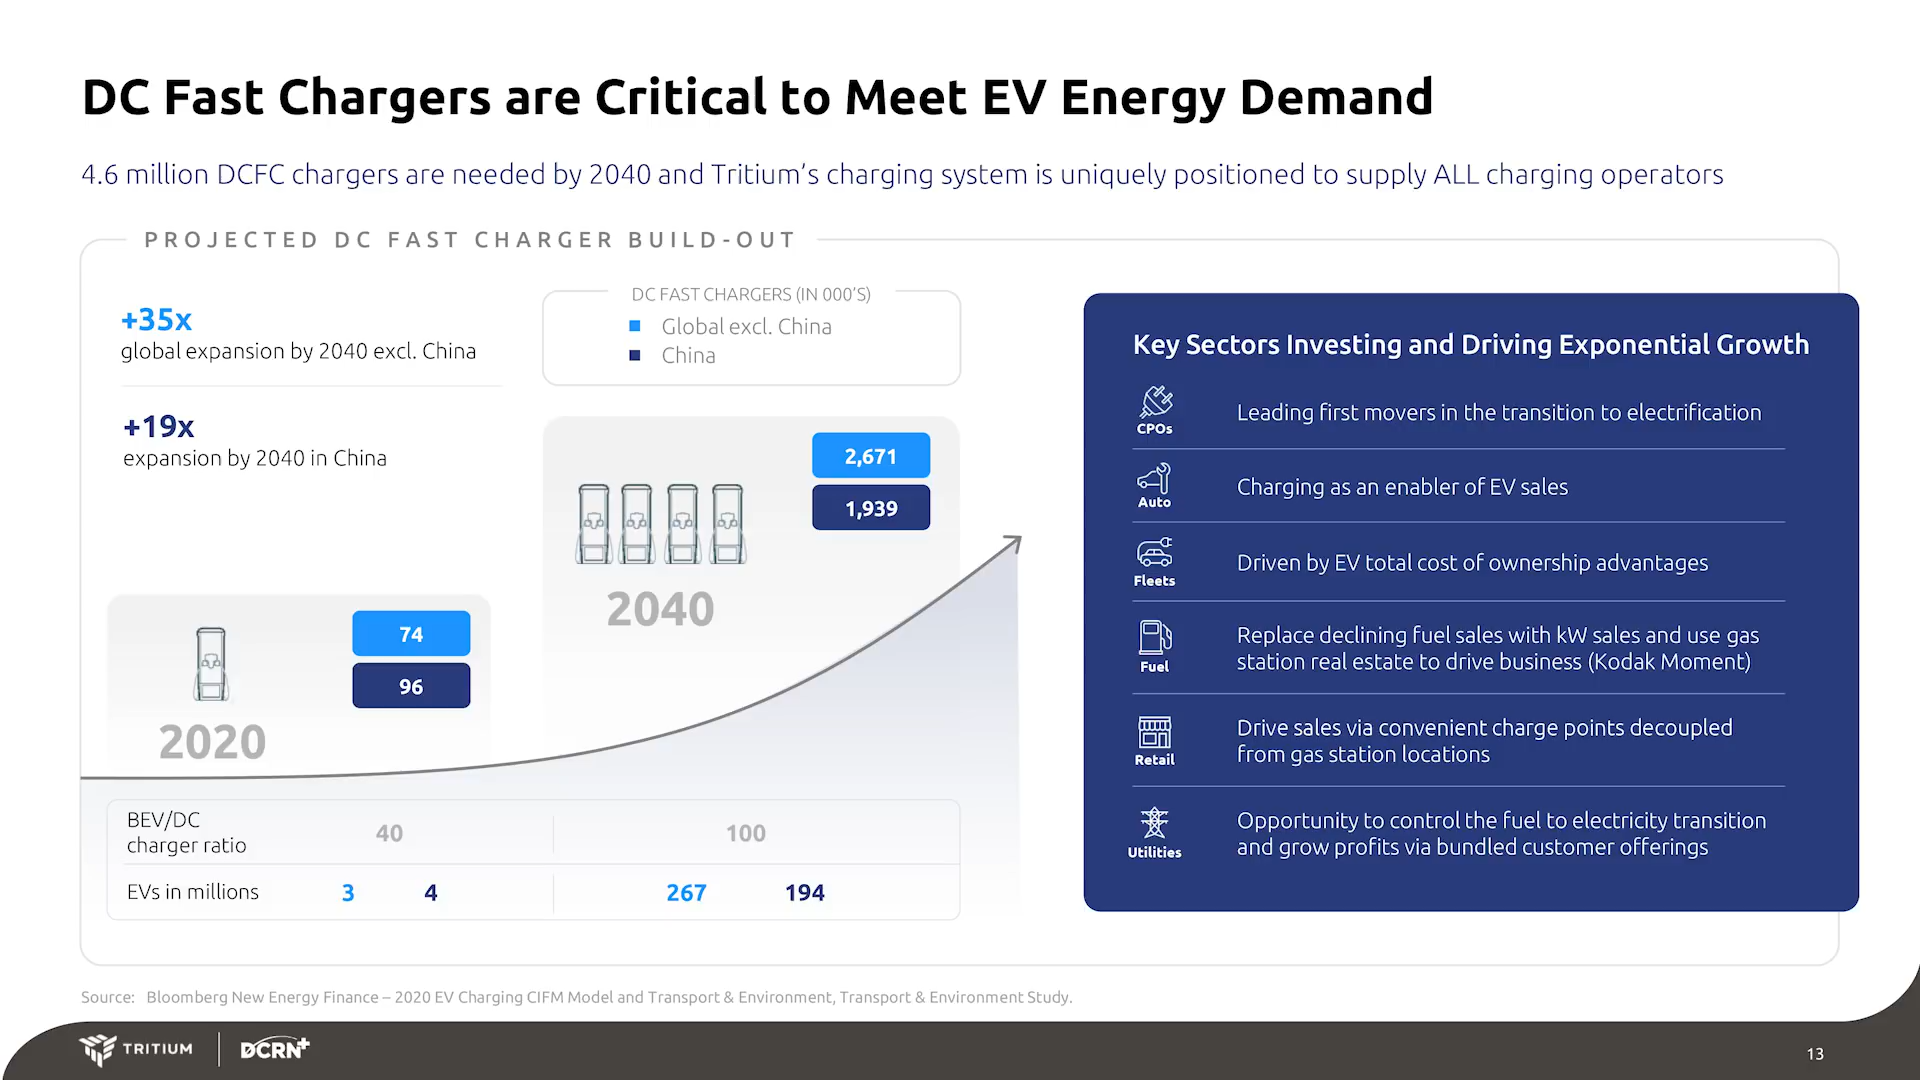 DC Fast Chargers are Critical to Meet EV Energy Demand
4.6 million DCFC chargers are needed by 2040 and Tritium's charging system is uniquely positioned to supply ALL charging operators
PROJECTED DC FAST CHARGER BUILD-OUT
+35x
global expansion by 2040 excl. China
+19x
expansion by 2040 in China
DC FAST CHARGERS (IN 000'S)
Global excl. China
China
2,671
1,939
2040
74
96
2020
BEV/DC
charger ratio
40
100
EVs in millions
3
4
267
194
Key Sectors Investing and Driving Exponential Growth
CPOs
Leading first movers in the transition to electrification
Auto
Charging as an enabler of EV sales
Fleets
Driven by EV total cost of ownership advantages
Fuel
Replace declining fuel sales with kW sales and use gas
station real estate to drive business (Kodak Moment)
Retail
Drive sales via convenient charge points decoupled
from gas station locations
Utilities
Opportunity to control the fuel to electricity transition
and grow profits via bundled customer offerings
Source: Bloomberg New Energy Finance – 2020 EV Charging CIFM Model and Transport & Environment, Transport & Environment Study.
TRITIUM
DCRN+
13